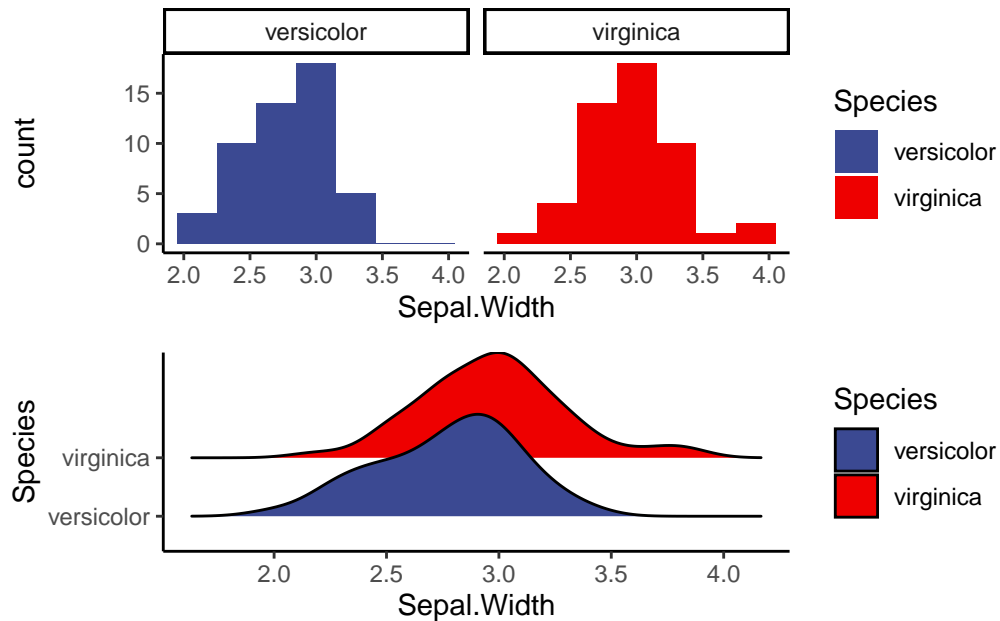 versicolor virginica
15
10
5
0
count
2.0 2.5 3.0 3.5 4.0 2.0 2.5 3.0 3.5 4.0
Sepal.Width
Species
versicolor
virginica
virginica
versicolor
Species
2.0 2.5 3.0 3.5 4.0
Sepal.Width
Species
versicolor
virginica